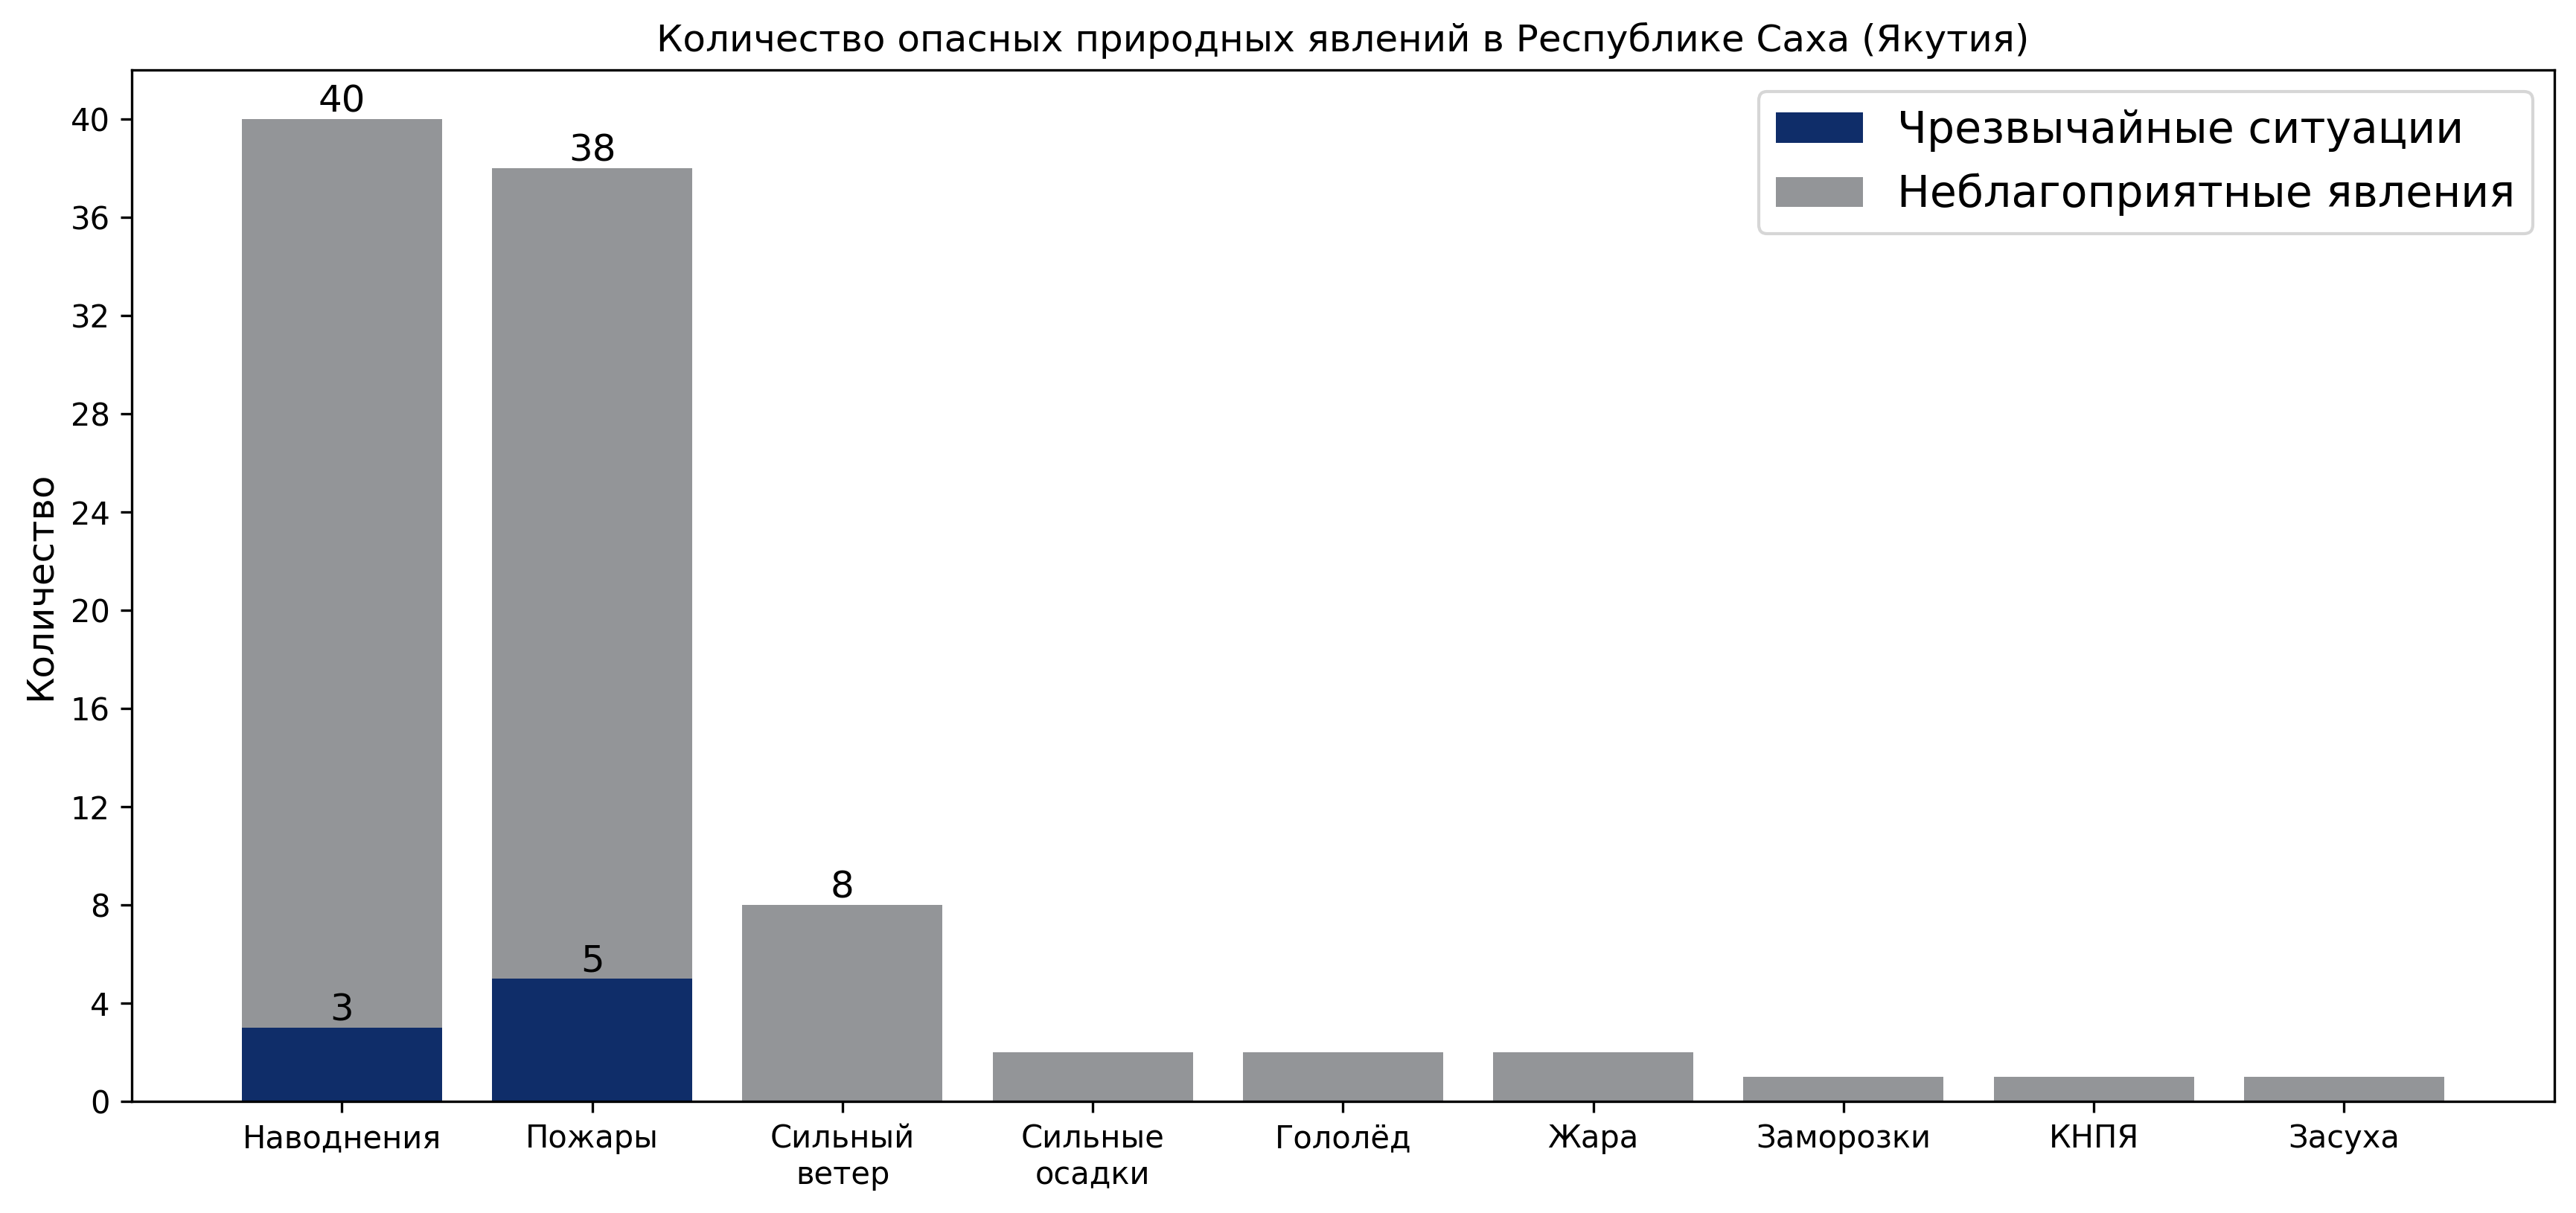 Количество опасных природных явлений в Республике Саха (Якутия)
Чрезвычайные ситуации
Неблагоприятные явления
Количество
40
36
32
28
24
20
16
12
8
4
0
40
38
8
5
3
Наводнения
Пожары
Сильный
ветер
Сильные
осадки
Гололёд
Жара
Заморозки
КНПЯ
Засуха